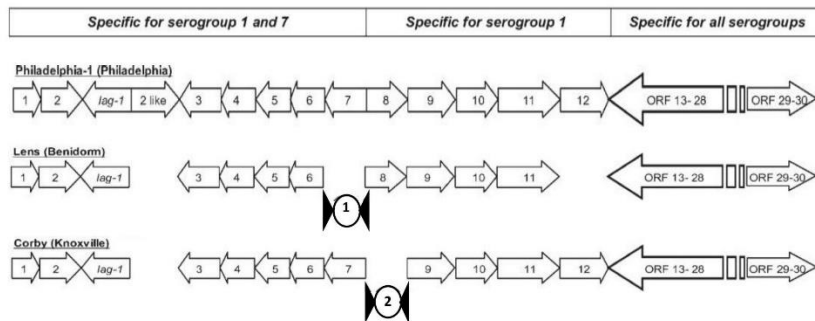 Specific for serogroup 1 and 7 Specific for serogroup 1 Specific for all serogroups
Philadelphia-1 (Philadelphia)
1 2 lag-1 2 like 3 4 5 6 7 8 9 10 11 12 ORF 13- 28 ORF 29-30
Lens (Benidorm)
1 2 lag-1 3 4 5 6 8 9 10 11 ORF 13- 28 ORF 29-30
1
Corby (Knoxville)
1 2 lag-1 3 4 5 6 7 9 10 11 12 ORF 13- 28 ORF 29-30
2